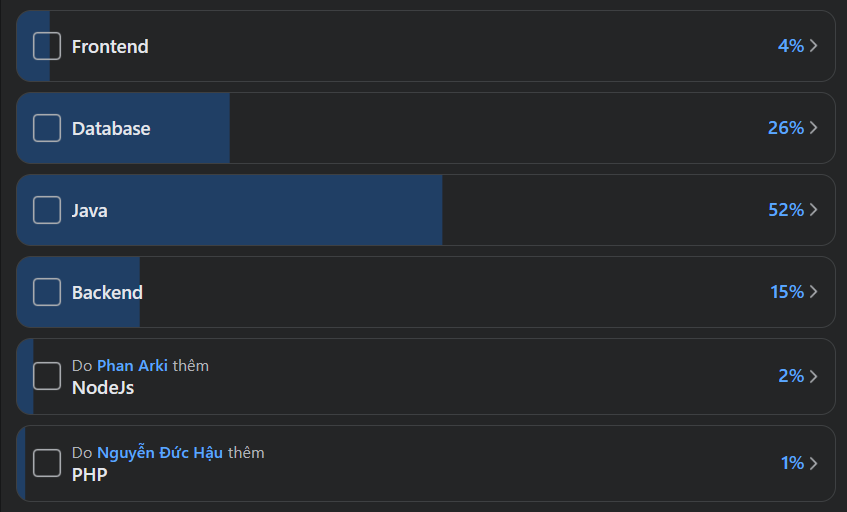 Frontend 4%
Database 26%
Java 52%
Backend 15%
Do Phan Arki thêm
NodeJs 2%
Do Nguyễn Đức Hậu thêm
PHP 1%